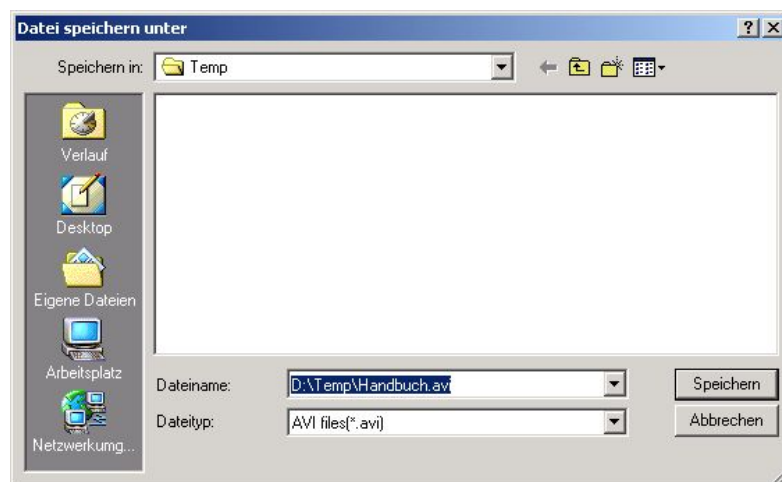 Datei speichern unter
Speichern in: Temp
Verlauf
Desktop
Eigene Dateien
Arbeitsplatz
Netzwerkumg...
Dateiname: D:\Temp\Handbuch.avi Speichern
Dateityp: AVI files(*.avi) Abbrechen